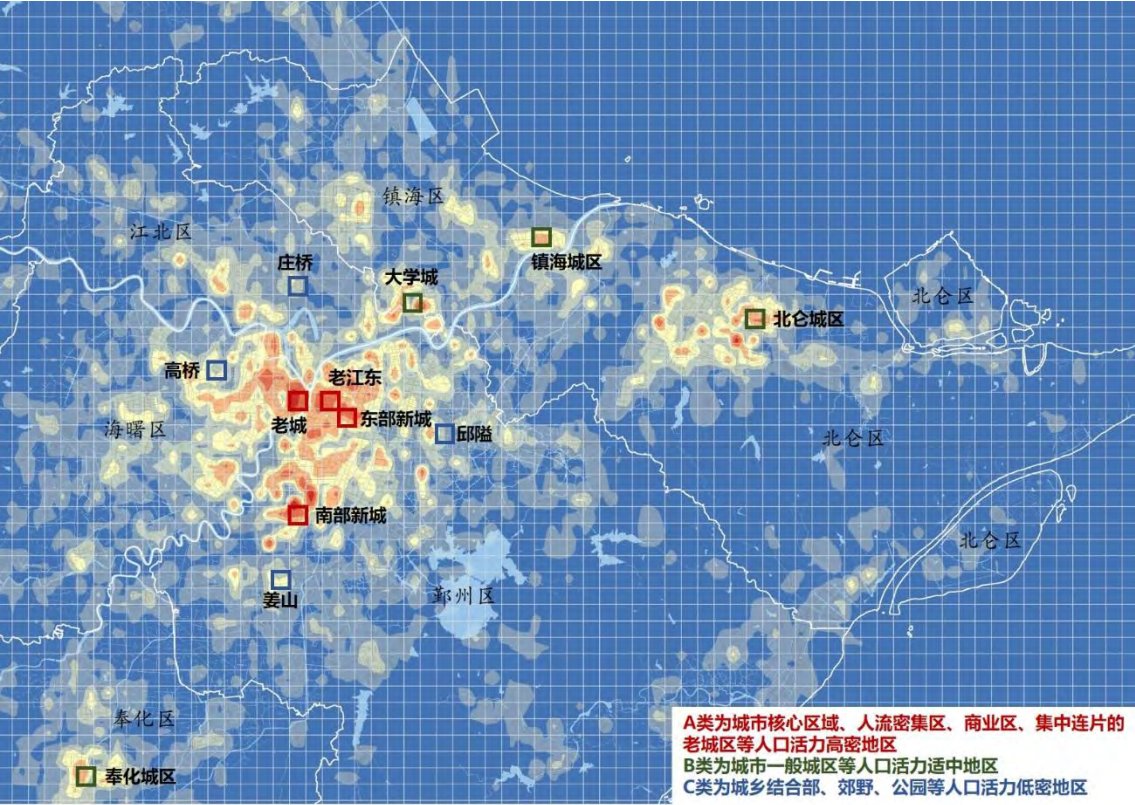 镇海区
江北区
镇海城区
庄桥
大学城
北仑区
北仑城区
高桥
老江东
老城
东部新城
海曙区
邱隘
北仑区
南部新城
北仑区
姜山
鄞州区
奉化区
奉化城区
A类为城市核心区域、人流密集区、商业区、集中连片的
老城区等人口活力高密地区
B类为城市一般城区等人口活力适中地区
C类为城乡结合部、郊野、公园等人口活力低密地区